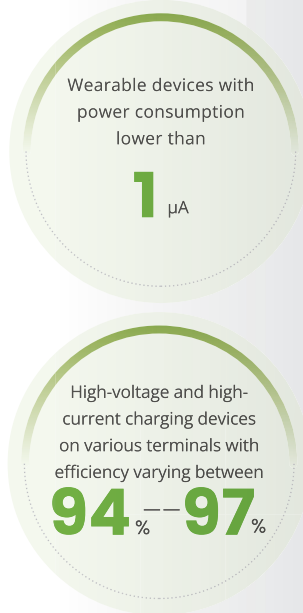 Wearable devices with
power consumption
lower than
1 μA
High-voltage and high-
current charging devices
on various terminals with
efficiency varying between
94%——97%